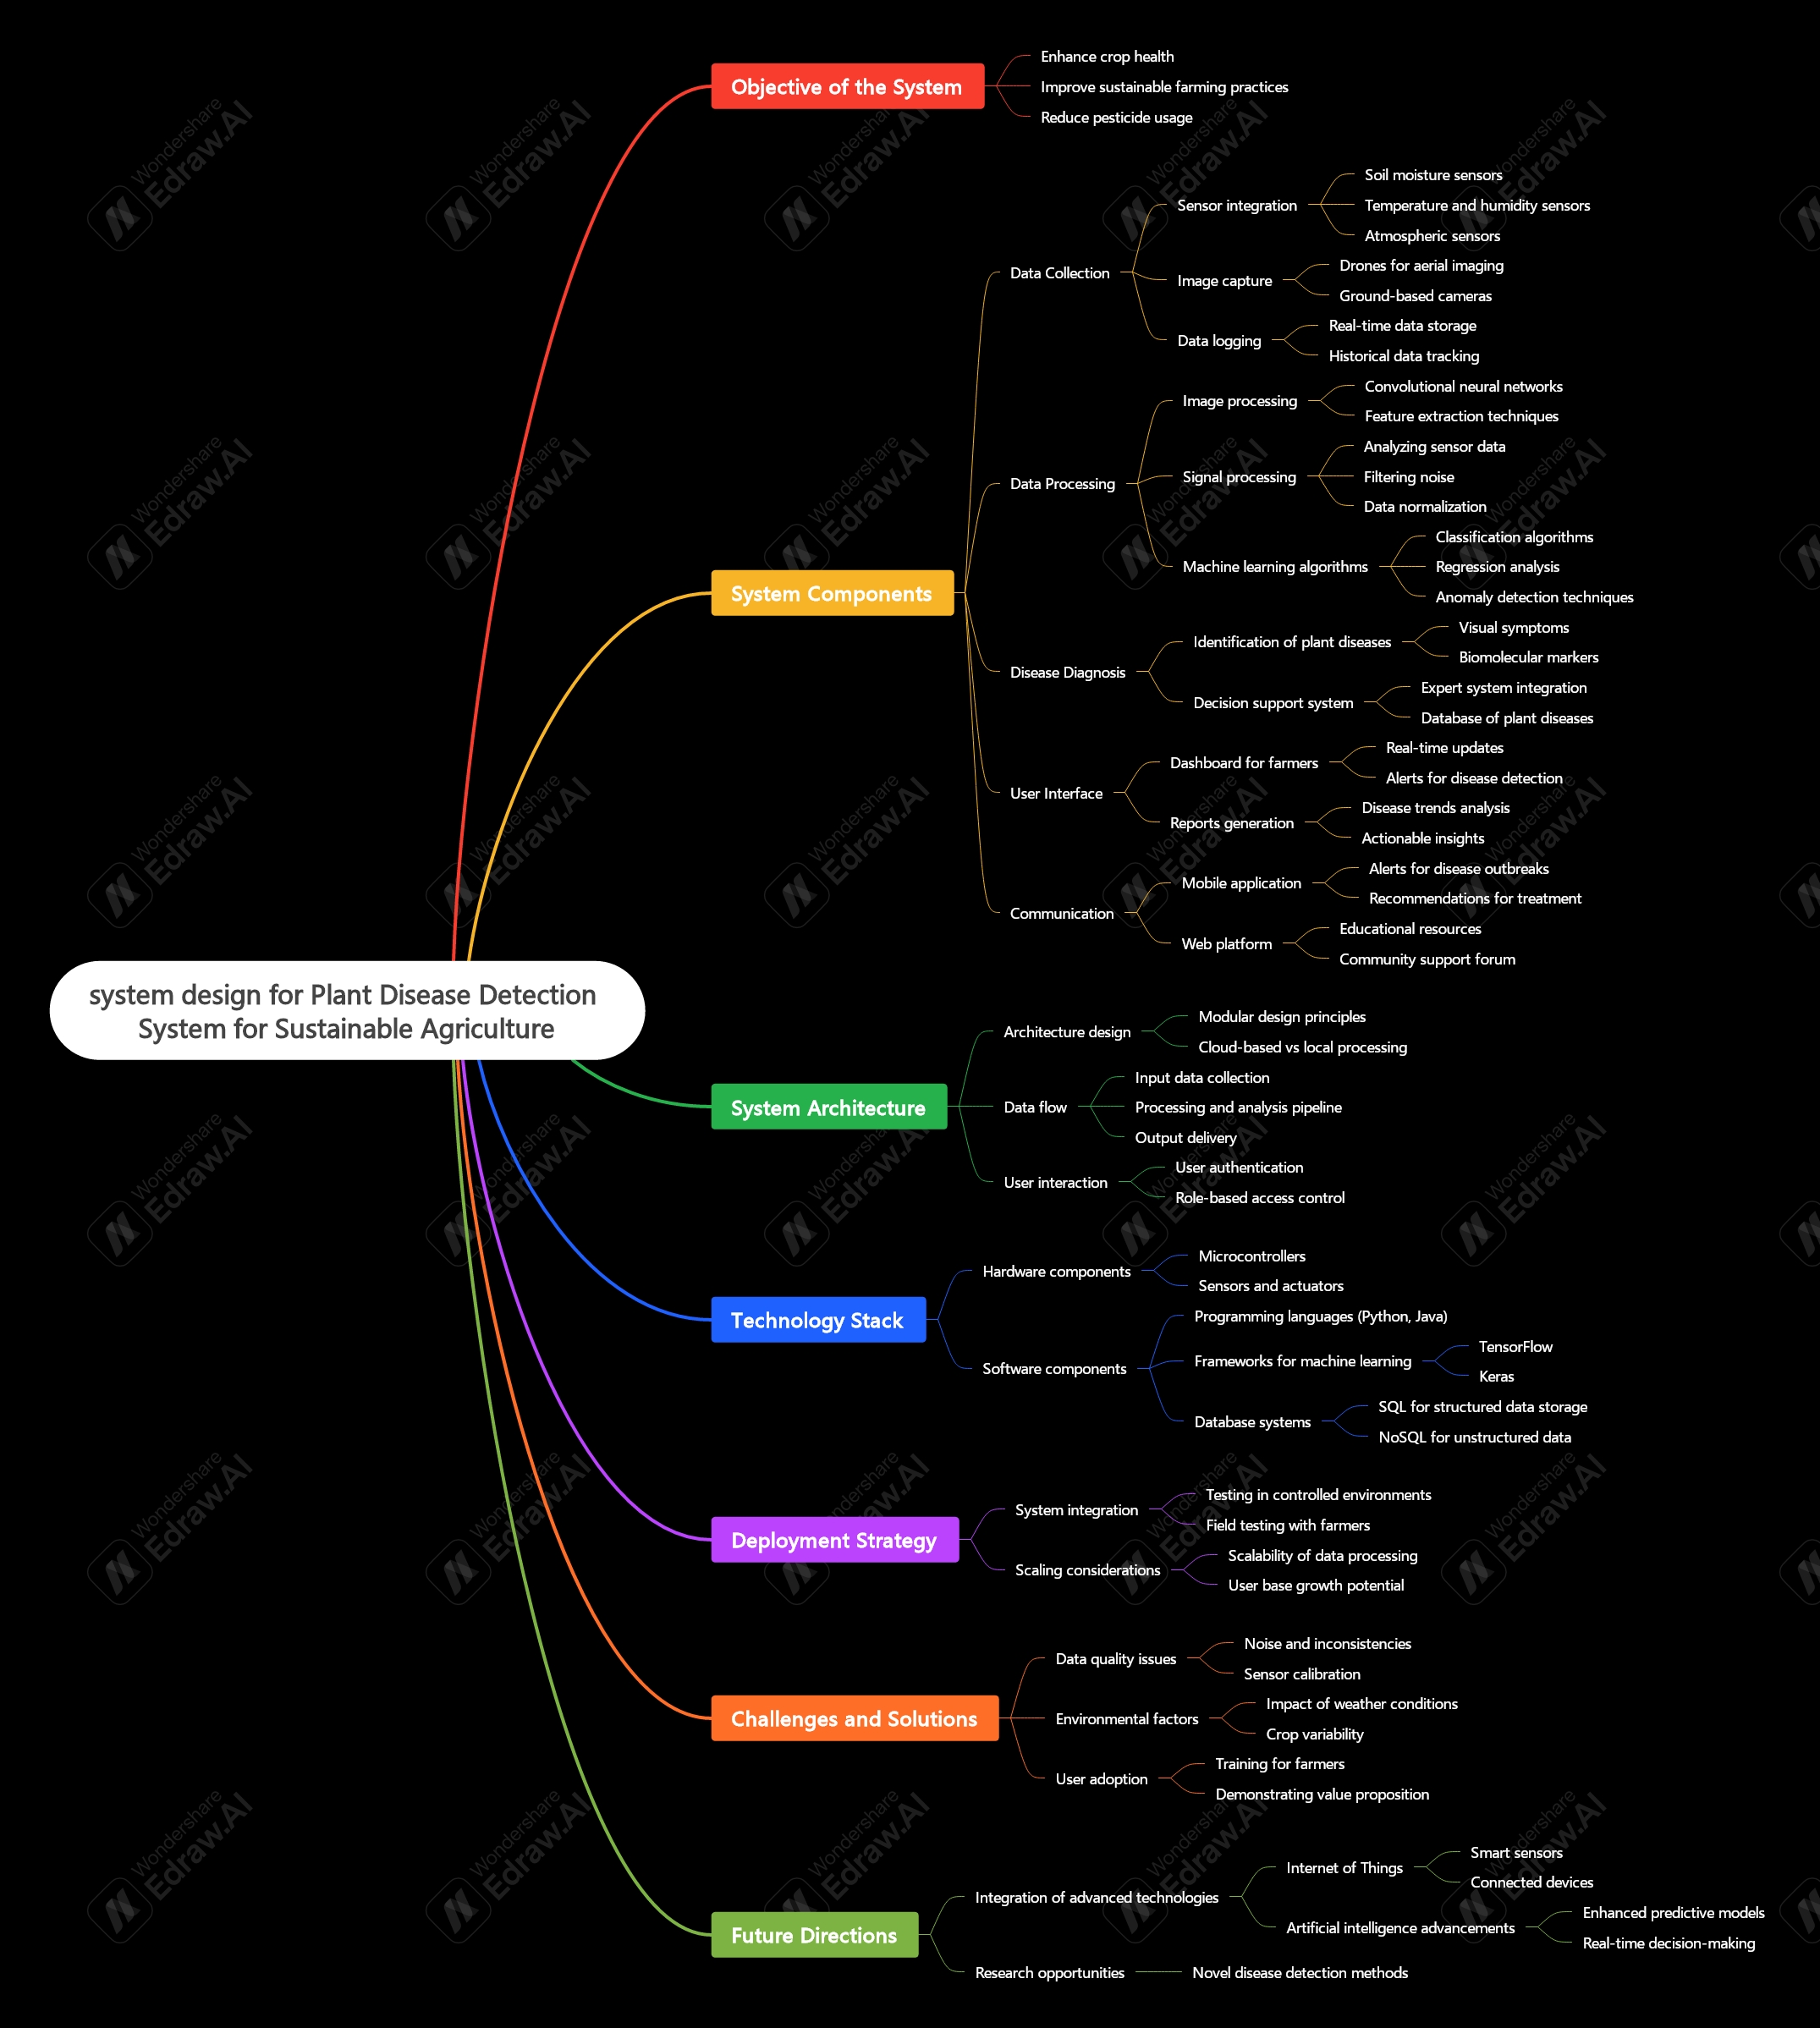 system design for Plant Disease Detection
System for Sustainable Agriculture
Objective of the System
Enhance crop health
Improve sustainable farming practices
Reduce pesticide usage
System Components
Data Collection
Sensor integration
Soil moisture sensors
Temperature and humidity sensors
Atmospheric sensors
Image capture
Drones for aerial imaging
Ground-based cameras
Data logging
Real-time data storage
Historical data tracking
Data Processing
Image processing
Convolutional neural networks
Feature extraction techniques
Signal processing
Analyzing sensor data
Filtering noise
Data normalization
Machine learning algorithms
Classification algorithms
Regression analysis
Anomaly detection techniques
Disease Diagnosis
Identification of plant diseases
Visual symptoms
Biomolecular markers
Decision support system
Expert system integration
Database of plant diseases
User Interface
Dashboard for farmers
Real-time updates
Alerts for disease detection
Reports generation
Disease trends analysis
Actionable insights
Communication
Mobile application
Alerts for disease outbreaks
Recommendations for treatment
Web platform
Educational resources
Community support forum
System Architecture
Architecture design
Modular design principles
Cloud-based vs local processing
Data flow
Input data collection
Processing and analysis pipeline
Output delivery
User interaction
User authentication
Role-based access control
Technology Stack
Hardware components
Microcontrollers
Sensors and actuators
Software components
Programming languages (Python, Java)
Frameworks for machine learning
TensorFlow
Keras
Database systems
SQL for structured data storage
NoSQL for unstructured data
Deployment Strategy
System integration
Testing in controlled environments
Field testing with farmers
Scaling considerations
Scalability of data processing
User base growth potential
Challenges and Solutions
Data quality issues
Noise and inconsistencies
Sensor calibration
Environmental factors
Impact of weather conditions
Crop variability
User adoption
Training for farmers
Demonstrating value proposition
Future Directions
Integration of advanced technologies
Internet of Things
Smart sensors
Connected devices
Artificial intelligence advancements
Enhanced predictive models
Real-time decision-making
Research opportunities
Novel disease detection methods
Wondershare
Edraw.AI